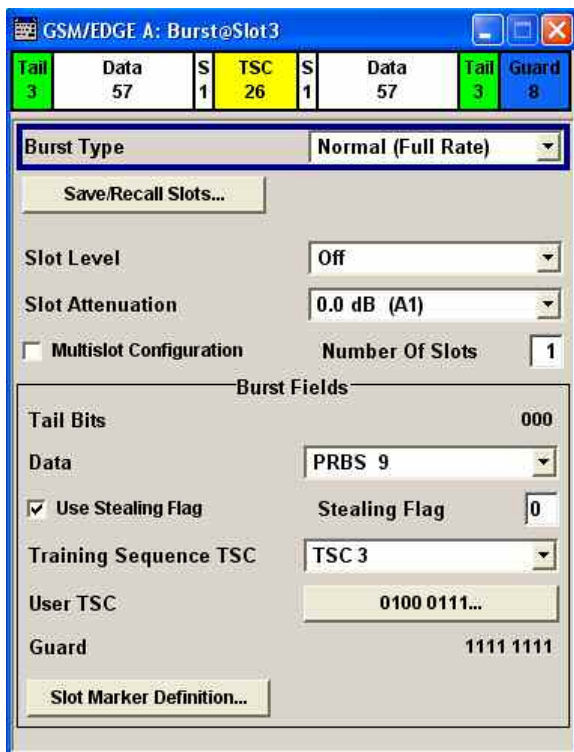 GSM/EDGE A: Burst@Slot3
Tail Data S TSC S Data Tail Guard
3 57 1 26 1 57 3 8
Burst Type Normal (Full Rate)
Save/Recall Slots...
Slot Level Off
Slot Attenuation 0.0 dB (A1)
Multislot Configuration Number Of Slots 1
Burst Fields
Tail Bits 000
Data PRBS 9
Use Stealing Flag Stealing Flag 0
Training Sequence TSC TSC 3
User TSC 0100 0111...
Guard 1111 1111
Slot Marker Definition...